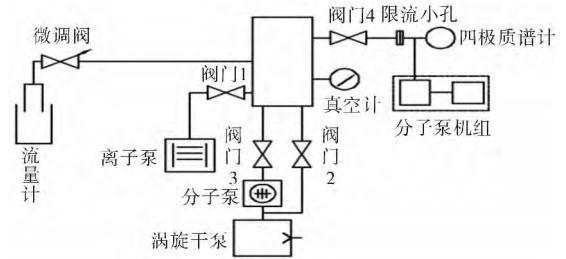 阀门4
限流小孔
微调阀
四极质谱计
阀门1
真空计
分子泵机组
离子泵
阀门3
阀门2
流量计
分子泵
涡旋干泵